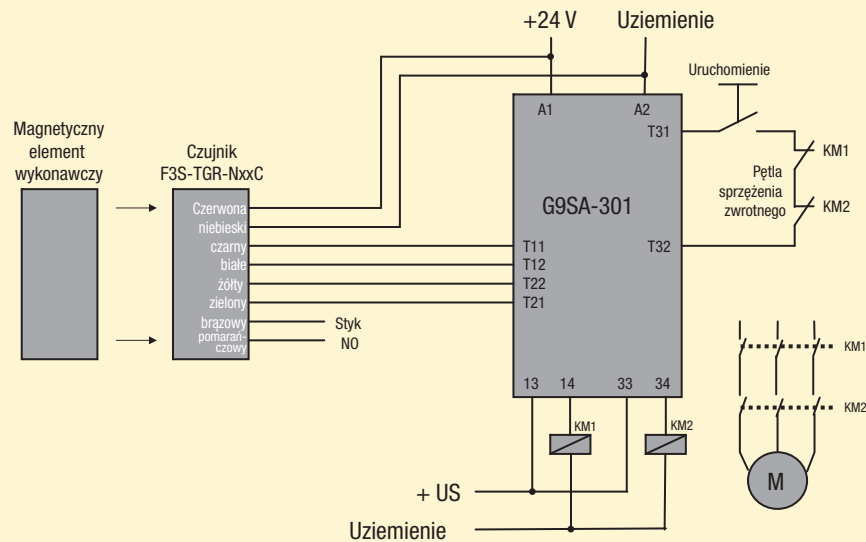 +24 V
Uziemienie
Uruchomienie
A1
A2
T31
Magnetyczny
element
wykonawczy
Czujnik
F3S-TGR-NxxC
KM1
Pętla
sprzężenia
zwrotnego
KM2
G9SA-301
Czerwona
niebieski
czarny
T11
T32
białe
T12
żółty
T22
zielony
T21
brązowy
Styk
pomarań-
czowy
NO
KM1
13
14
33
34
KM2
KM1
KM2
M
+ US
Uziemienie